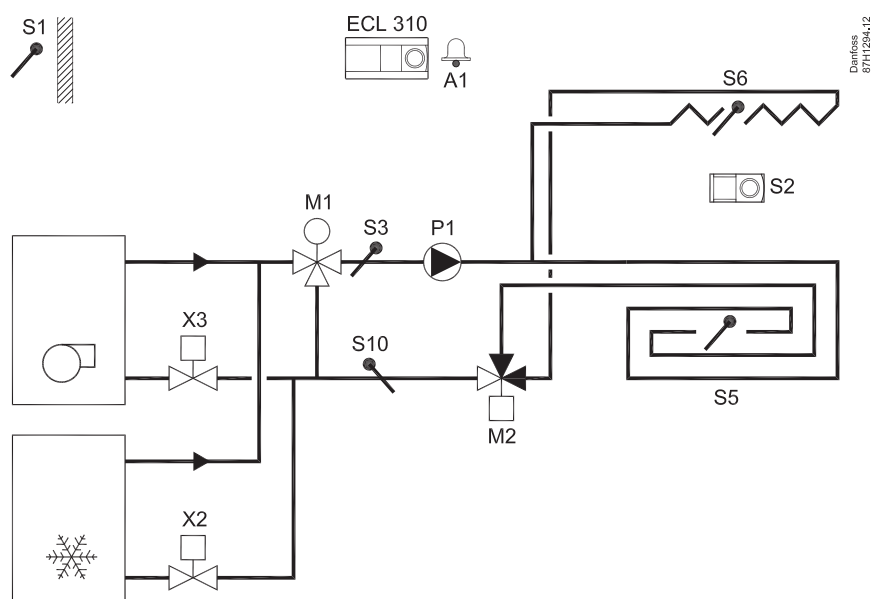 S1
ECL 310
A1
Danfoss
87H1294.12
S6
S2
M1
S3
P1
X3
S10
S5
M2
X2